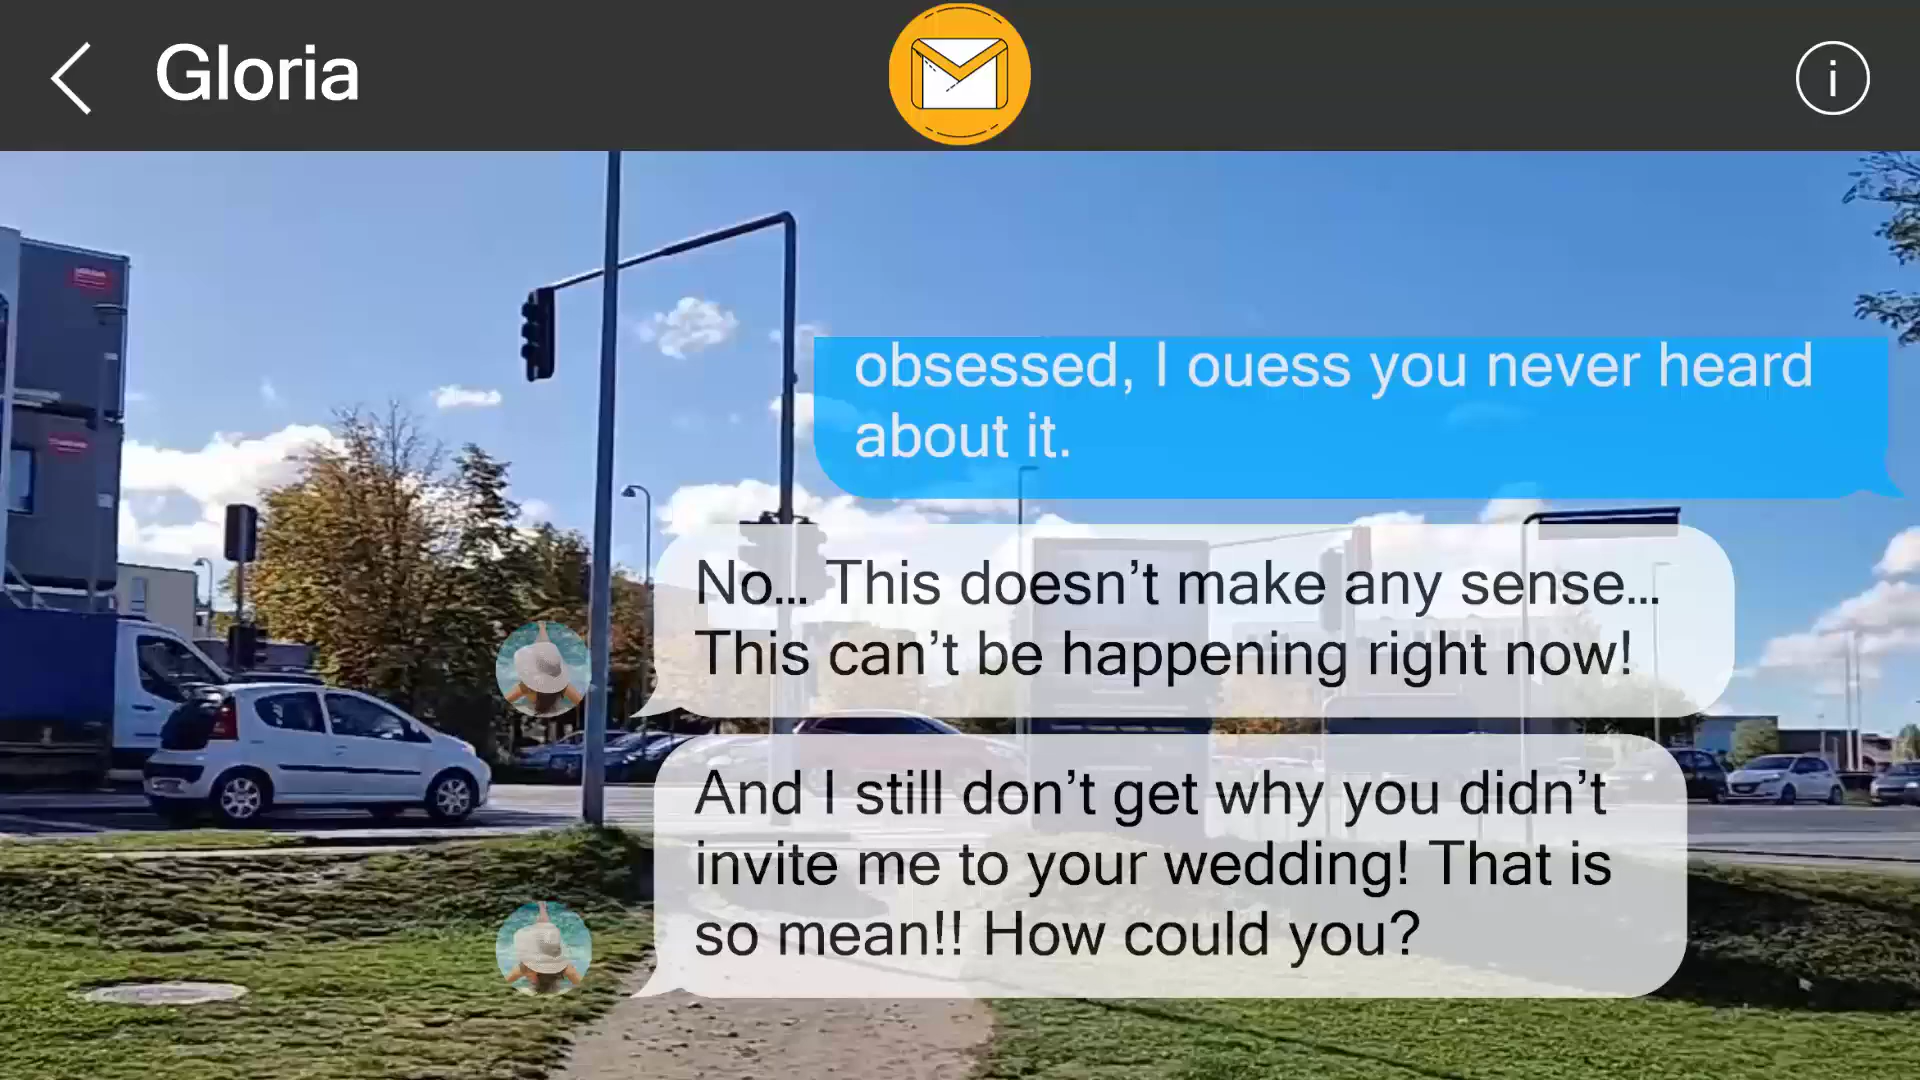 Gloria
obsessed, I ouess you never heard
about it.
No... This doesn’t make any sense...
This can’t be happening right now!
And I still don’t get why you didn’t
invite me to your wedding! That is
so mean!! How could you?